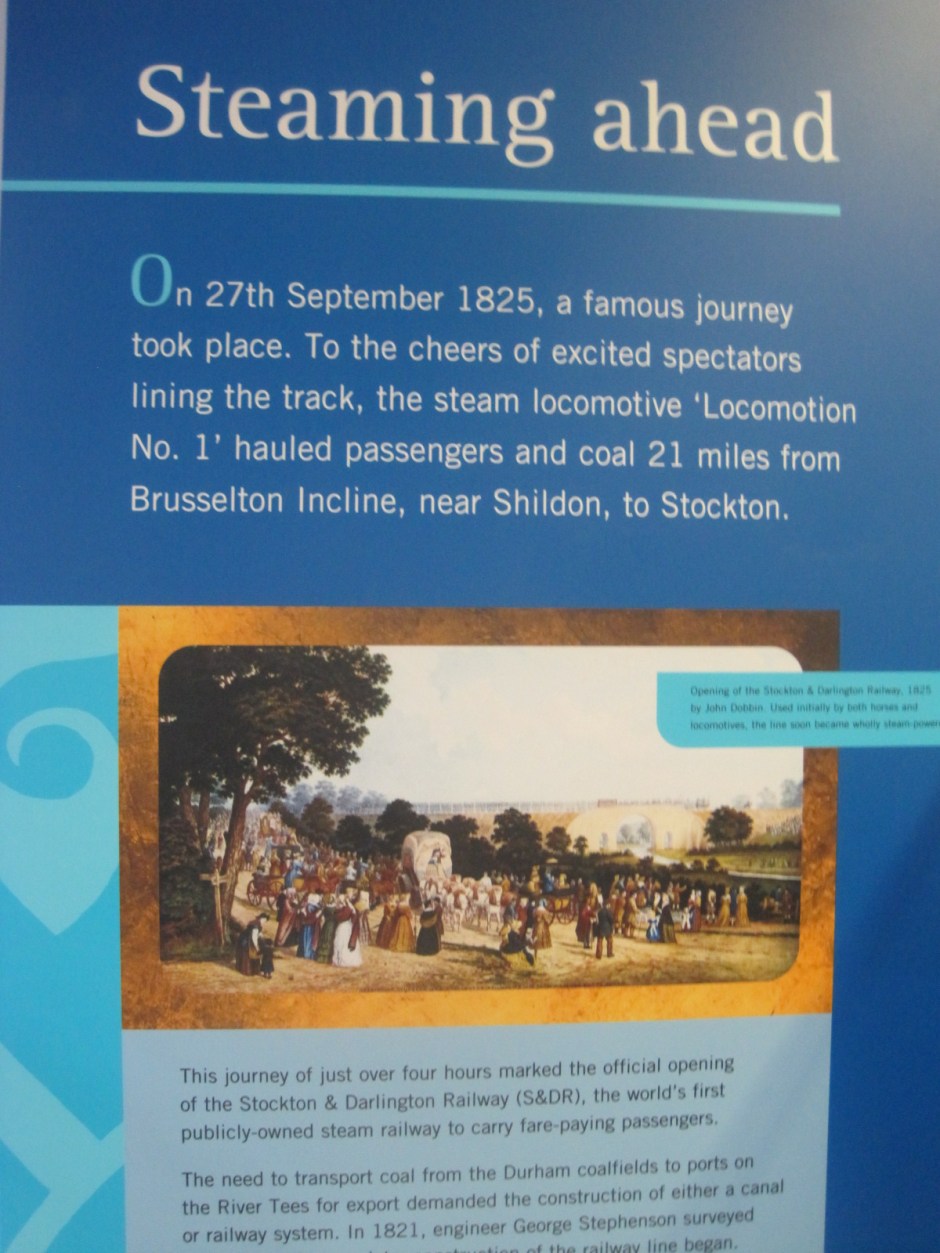 Steaming ahead
On 27th September 1825, a famous journey
took place. To the cheers of excited spectators
lining the track, the steam locomotive ‘Locomotion
No. 1’ hauled passengers and coal 21 miles from
Brusselton Incline, near Shildon, to Stockton.
Opening of the Stockton & Darlington Railway, 1825
by John Dobbin. Used initially by both horses and
locomotives, the line soon became wholly
This journey of just over four hours marked the official opening
of the Stockton & Darlington Railway (S&DR), the world's first
publicly-owned steam railway to carry fare-paying passengers.
The need to transport coal from the Durham coalfields to ports on
the River Tees for export demanded the construction of either a canal
or railway system. In 1821, engineer George Stephenson surveyed
of the railway line began.